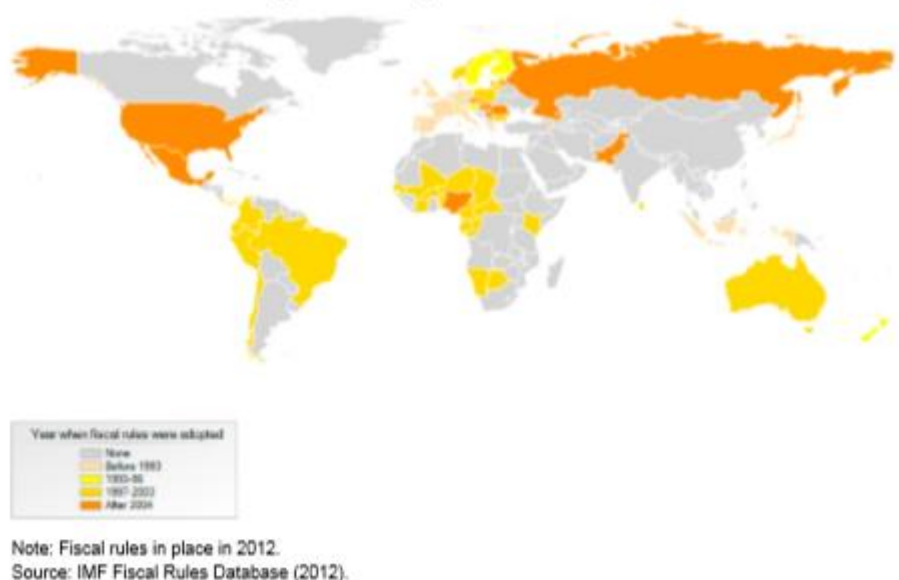 Year when fiscal rules were adopted
None
Before 1993
1993-96
1997-2003
After 2004
Note: Fiscal rules in place in 2012.
Source: IMF Fiscal Rules Database (2012).